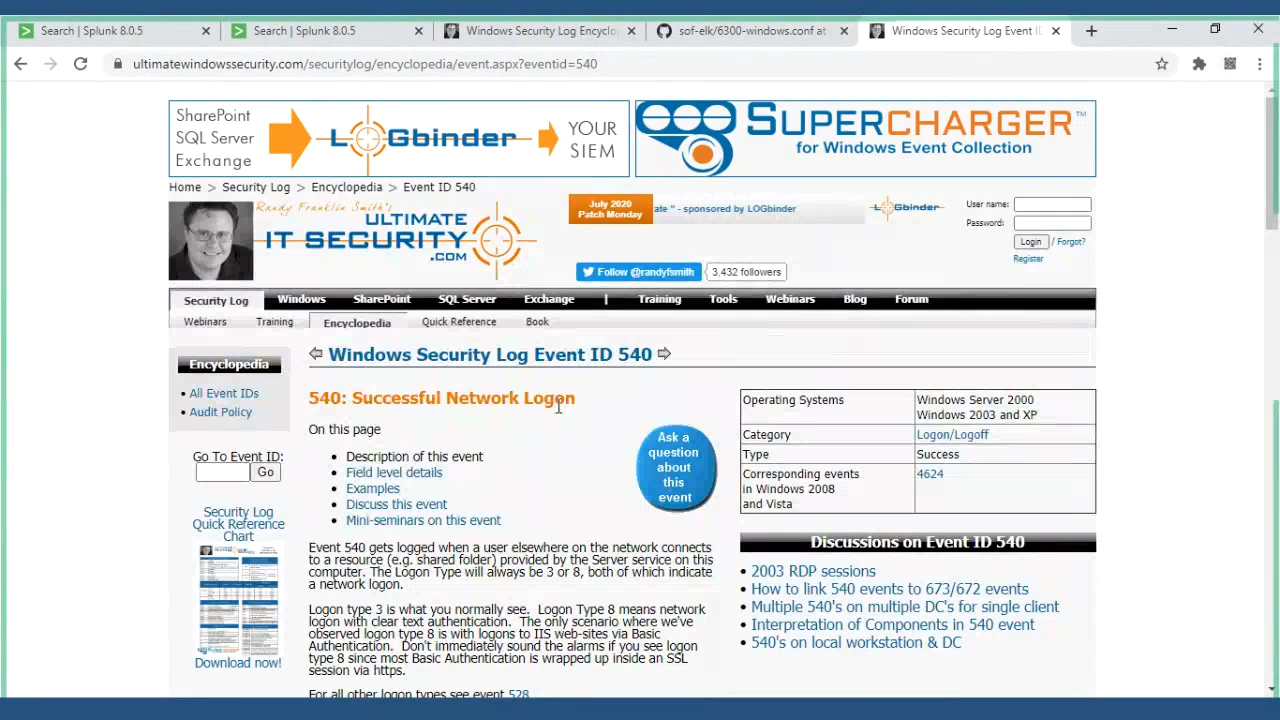 Search | Splunk 8.0.5
Search | Splunk 8.0.5
Windows Security Log Encyclo
sof-elk/6300-windows.conf at
Windows Security Log Event ID
ultimatewindowssecurity.com/securitylog/encyclopedia/event.aspx?eventid=540
SharePoint
SQL Server
Exchange
LOGbinder
YOUR
SIEM
SUPERCHARGER™
for Windows Event Collection
Home > Security Log > Encyclopedia > Event ID 540
Randy Franklin Smith's
ULTIMATE
IT SECURITY
.COM
July 2020
Patch Monday
ate " - sponsored by LOGbinder
LOGbinder
User name:
Password:
Login / Forgot?
Register
Follow @randyfsmith
3,432 followers
Security Log Windows SharePoint SQL Server Exchange | Training Tools Webinars Blog Forum
Webinars Training Encyclopedia Quick Reference Book
Encyclopedia
• All Event IDs
• Audit Policy
Go To Event ID:
Go
Security Log
Quick Reference
Chart
Download now!
Windows Security Log Event ID 540
540: Successful Network Logon
On this page
• Description of this event
• Field level details
• Examples
• Discuss this event
• Mini-seminars on this event
Ask a
question
about
this
event
Event 540 gets logged when a user elsewhere on the network connects
to a resource (e.g. shared folder) provided by the Server service on this
computer. The Logon Type will always be 3 or 8, both of which indicate
a network logon.
Logon type 3 is what you normally see. Logon Type 8 means network
logon with clear text authentication. The only scenario where we've
observed logon type 8 is with logons to IIS web-sites via Basic
Authentication. Don't immediately sound the alarms if you see logon
type 8 since most Basic Authentication is wrapped up inside an SSL
session via https.
For all other logon types see event 528
Operating Systems Windows Server 2000
Windows 2003 and XP
Category Logon/Logoff
Type Success
Corresponding events 4624
in Windows 2008
and Vista
Discussions on Event ID 540
• 2003 RDP sessions
• How to link 540 events to 673/672 events
• Multiple 540's on multiple DC's for single client
• Interpretation of Components in 540 event
• 540's on local workstation & DC